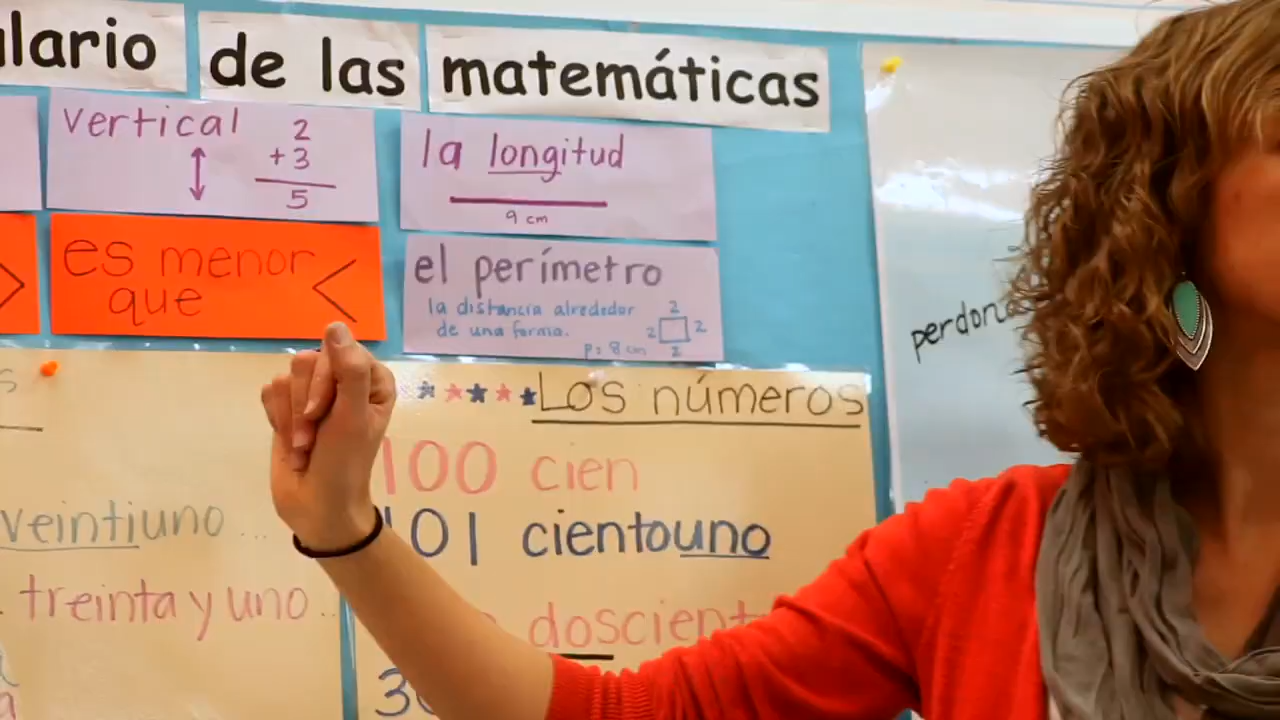 lario de las matemáticas
vertical
2
+3
5
la longitud
9 cm
es menor <
que
>
el perímetro
la distancia alrededor
de una forma.
2
2 2
2
p: 8 cm
perdon
s
Los números
100 cien
101 cientouno
veintiuno ...
treinta y uno ..
doscient
3